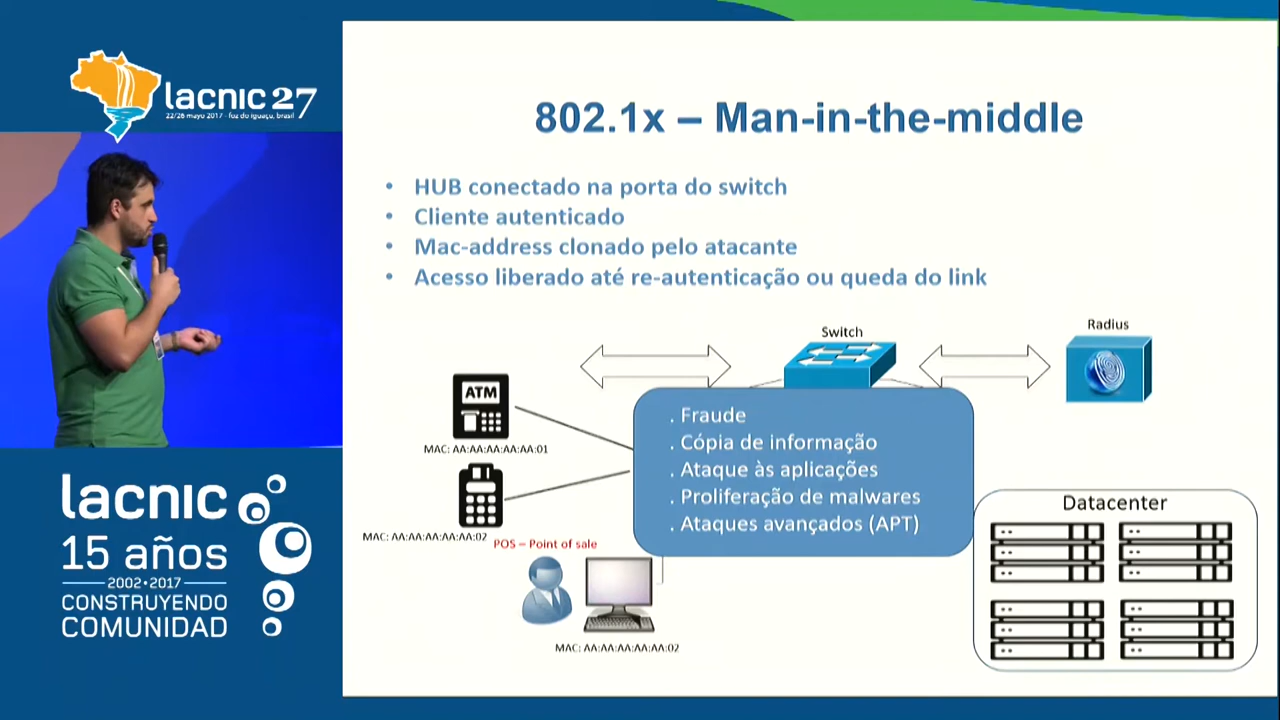 lacnic 27
22/26 mayo 2017 - foz do iguaçu, brasil
802.1x – Man-in-the-middle
• HUB conectado na porta do switch
• Cliente autenticado
• Mac-address clonado pelo atacante
• Acesso liberado até re-autenticação ou queda do link
Switch
Radius
ATM
MAC: AA:AA:AA:AA:AA:01
. Fraude
. Cópia de informação
. Ataque às aplicações
. Proliferação de malwares
. Ataques avançados (APT)
MAC: AA:AA:AA:AA:AA:02
POS – Point of sale
MAC: AA:AA:AA:AA:AA:02
Datacenter
lacnic
15 años
2002•2017
CONSTRUYENDO
COMUNIDAD